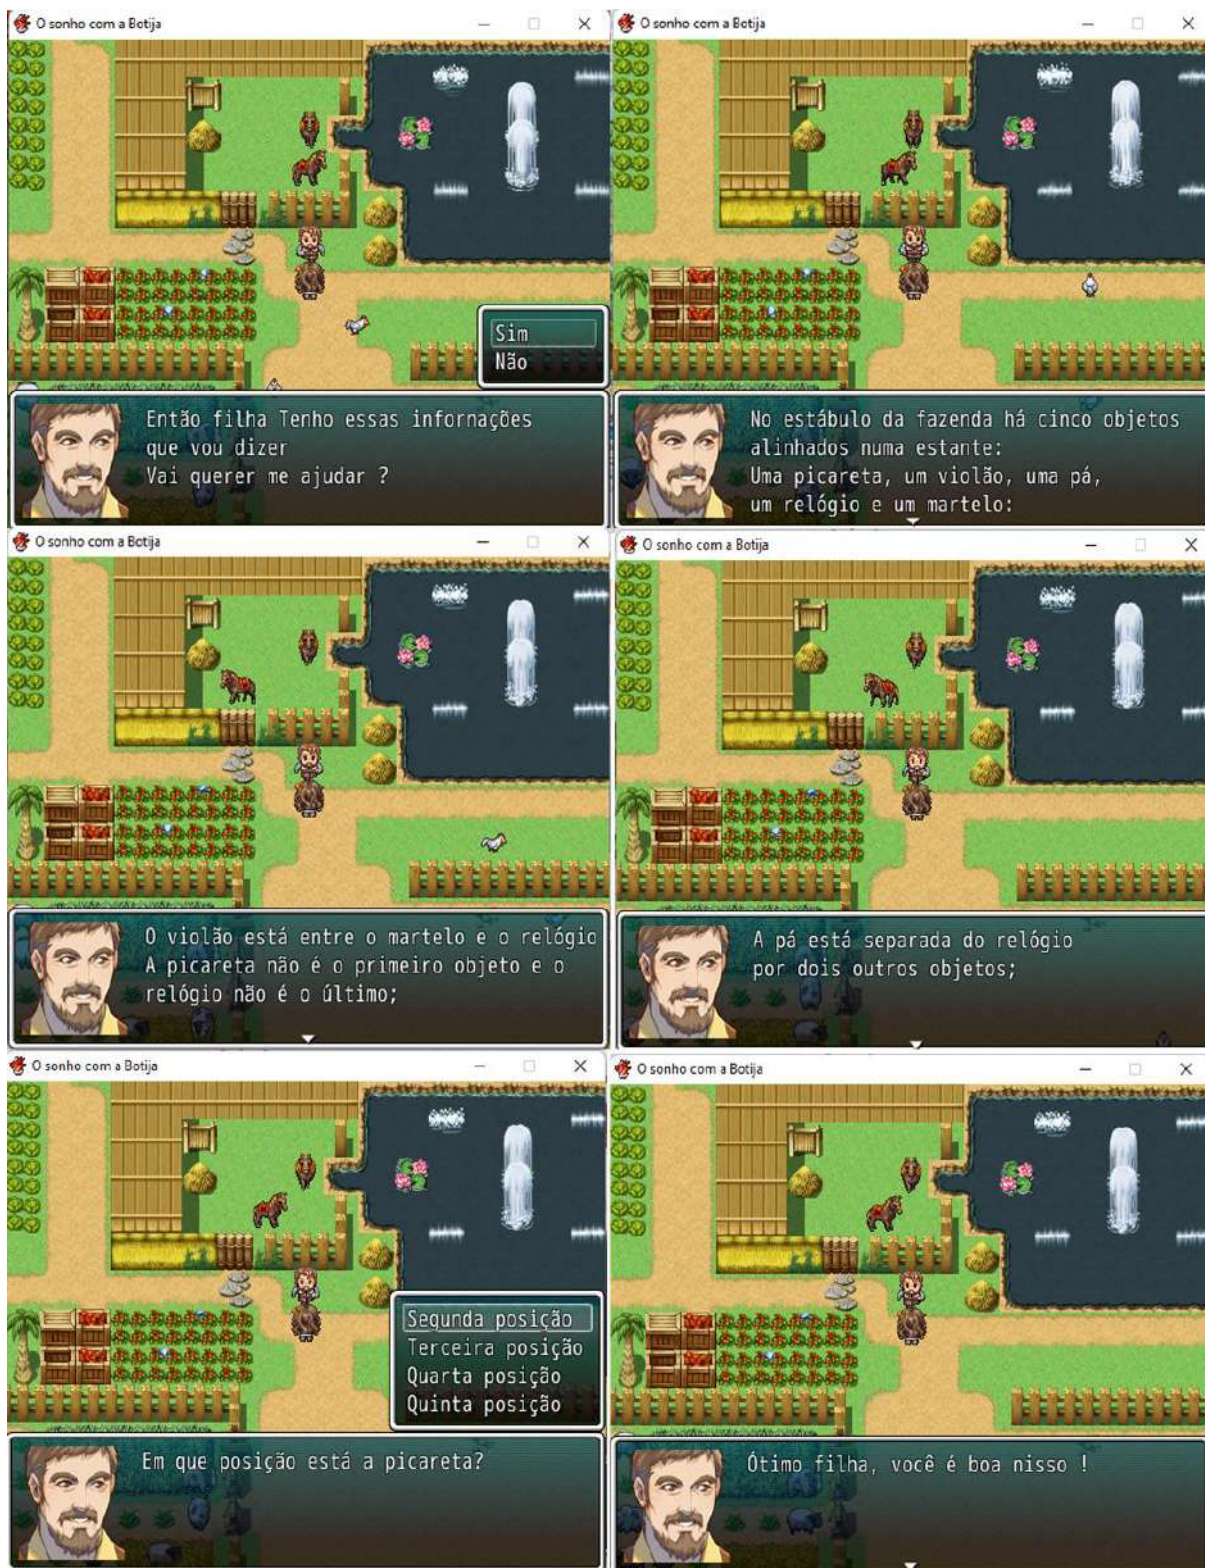 O sonho com a Botija
Sim
Não
Então filha Tenho essas infornações
que vou dizer
Vai querer me ajudar ?
O sonho com a Botija
No estábulo da fazenda há cinco objetos
alinhados numa estante:
Uma picareta, um violão, uma pá,
um relógio e um martelo:
O sonho com a Botija
O violão está entre o martelo e o relógio
A picareta não é o primeiro objeto e o
relógio não é o último;
O sonho com a Botija
A pá está separada do relógio
por dois outros objetos;
O sonho com a Botija
Segunda posição
Terceira posição
Quarta posição
Quinta posição
Em que posição está a picareta?
O sonho com a Botija
Ótimo filha, você é boa nisso !